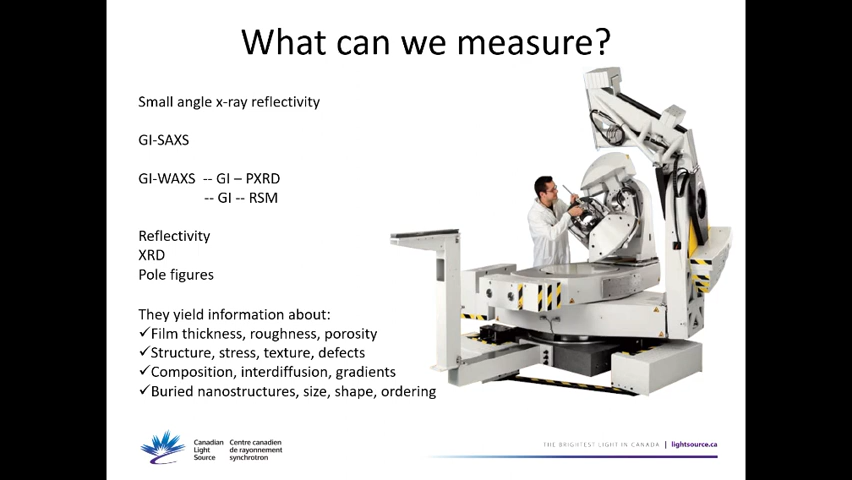 What can we measure?
Small angle x-ray reflectivity
GI-SAXS
GI-WAXS -- GI – PXRD
-- GI -- RSM
Reflectivity
XRD
Pole figures
They yield information about:
✓Film thickness, roughness, porosity
✓Structure, stress, texture, defects
✓Composition, interdiffusion, gradients
✓Buried nanostructures, size, shape, ordering
Canadian
Light
Source
Centre canadien
de rayonnement
synchrotron
THE BRIGHTEST LIGHT IN CANADA | lightsource.ca